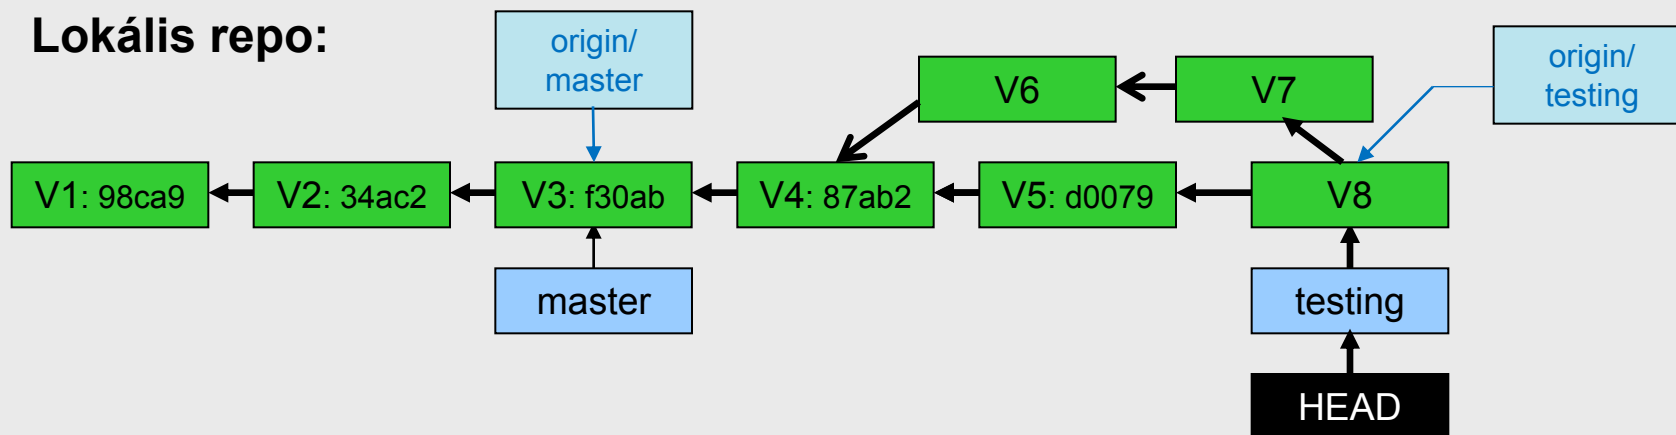 Lokális repo:
origin/
master
origin/
testing
V6
V7
V1: 98ca9
V2: 34ac2
V3: f30ab
V4: 87ab2
V5: d0079
V8
master
testing
HEAD